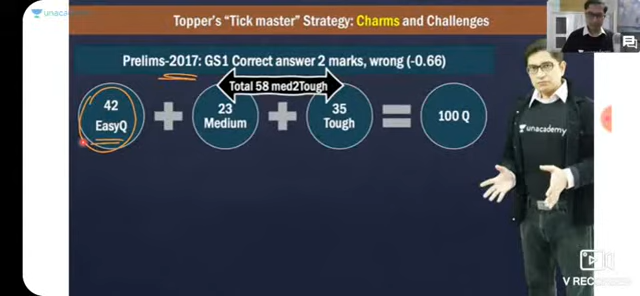 unacademy
Topper's "Tick master" Strategy: Charms and Challenges
Prelims-2017: GS1 Correct answer 2 marks, wrong (-0.66)
Total 58 med2Tough
42
EasyQ
23
Medium
35
Tough
100 Q
unacademy
V REC